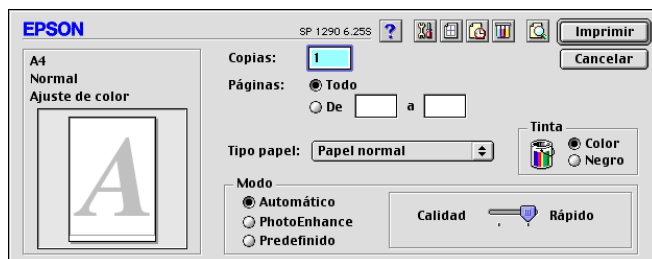 EPSON
SP 1290 6.25S
?
Imprimir
Cancelar
A4
Normal
Ajuste de color
A
Copias: 1
Páginas: Todo
De a
Tipo papel: Papel normal
Tinta
Color
Negro
Modo
Automático
PhotoEnhance
Predefinido
Calidad Rápido